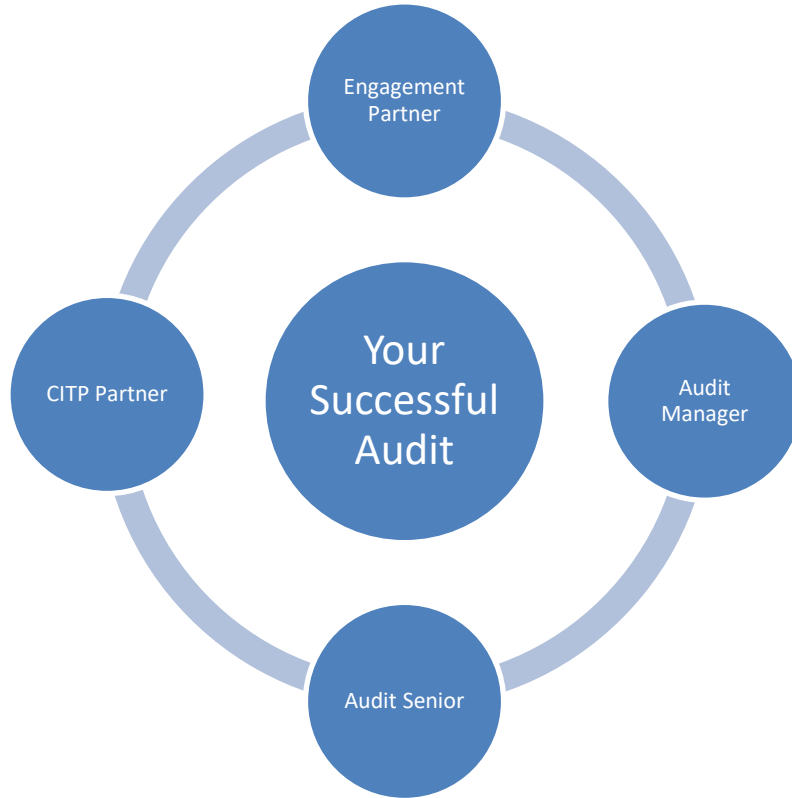 Engagement
Partner
CITP Partner
Your
Successful
Audit
Audit
Manager
Audit Senior